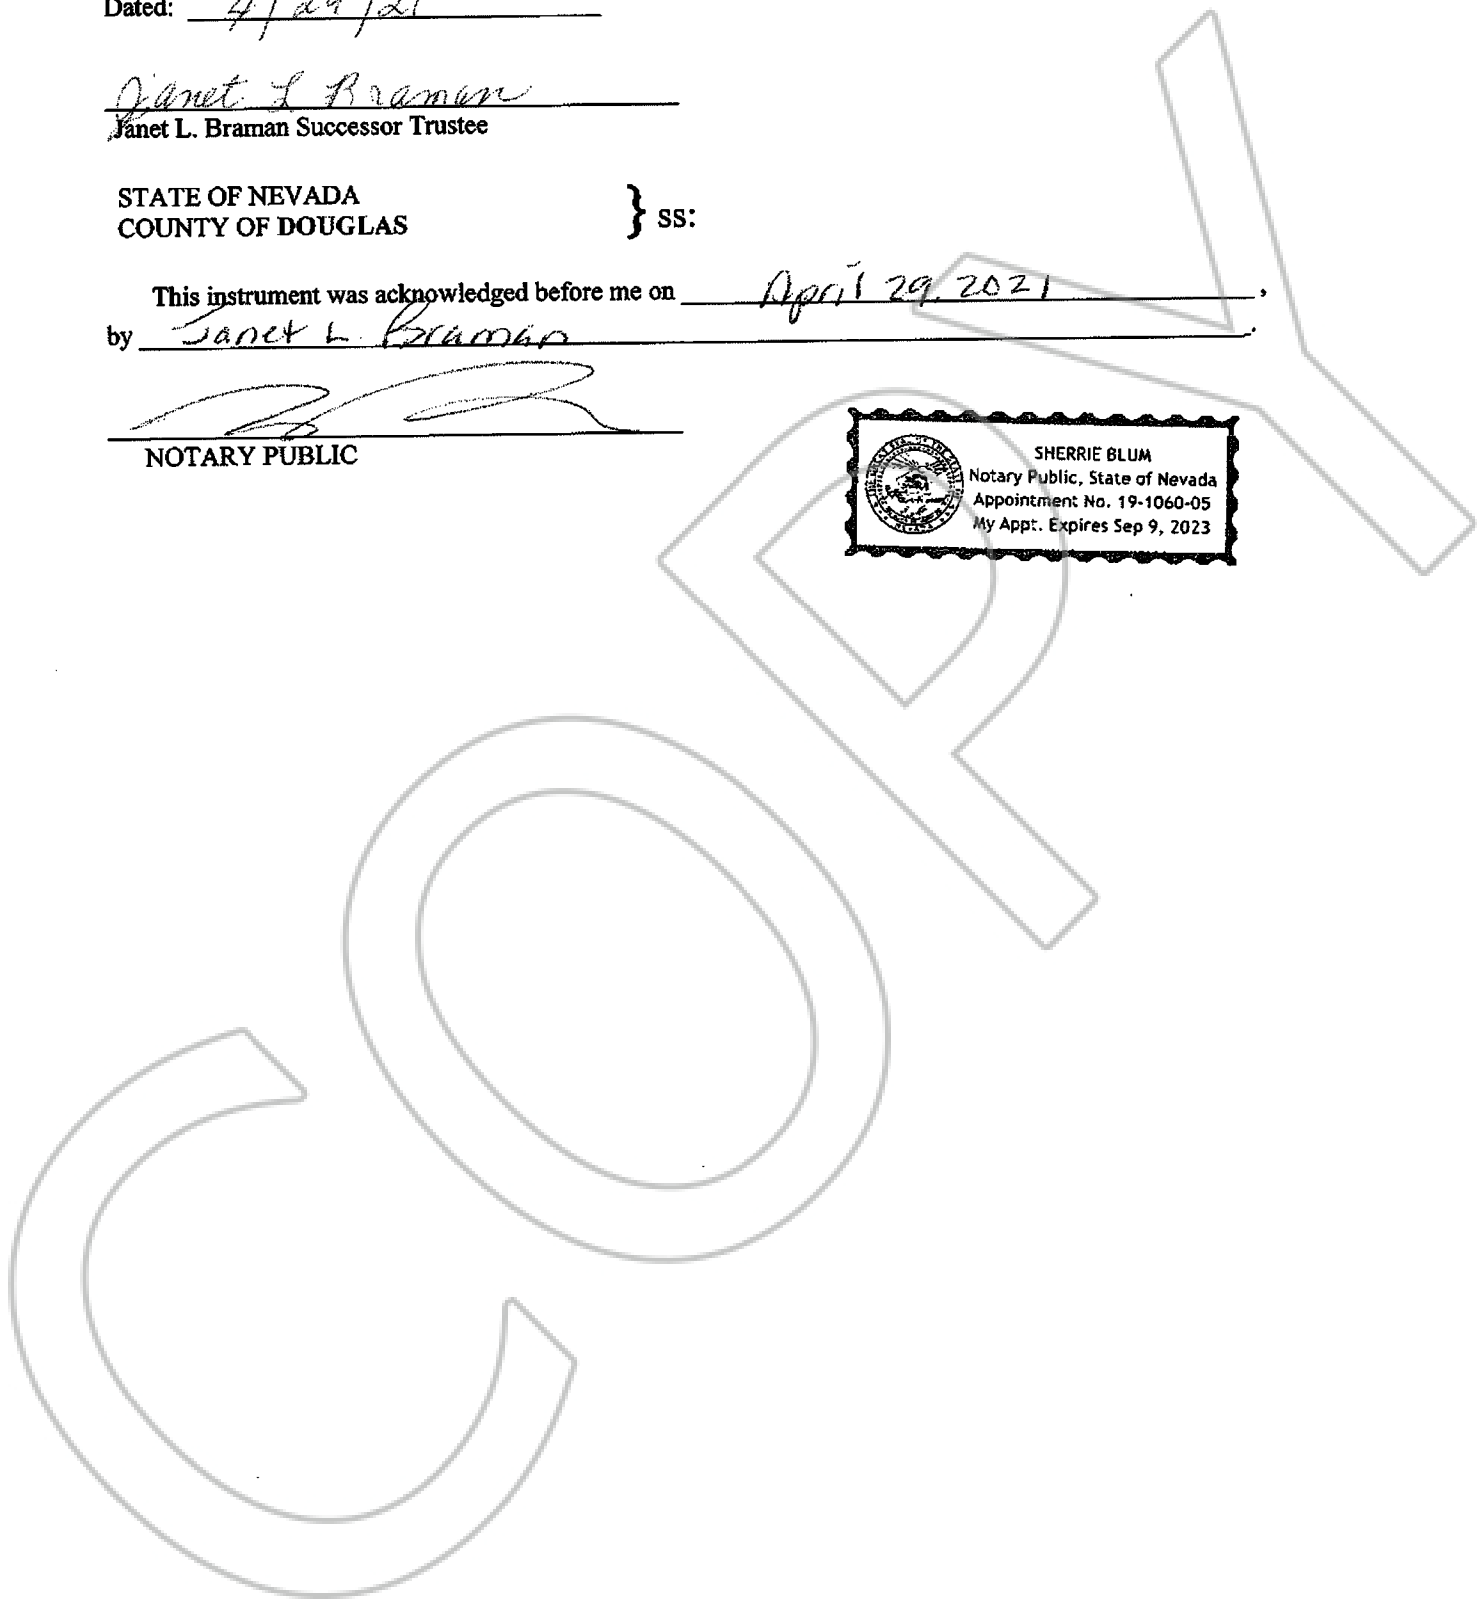 Dated: 4/29/21
Janet L Braman
Janet L. Braman Successor Trustee
STATE OF NEVADA
COUNTY OF DOUGLAS } ss:
This instrument was acknowledged before me on April 29, 2021,
by Janet L. Braman.
NOTARY PUBLIC
SHERRIE BLUM
Notary Public, State of Nevada
Appointment No. 19-1060-05
My Appt. Expires Sep 9, 2023
COPY